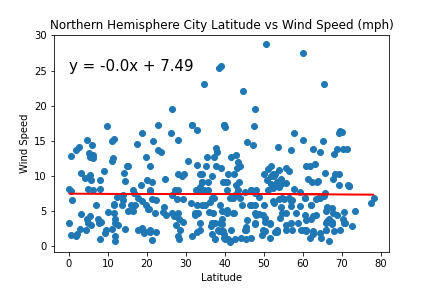 Northern Hemisphere City Latitude vs Wind Speed (mph)
y = -0.0x + 7.49
Wind Speed
30
25
20
15
10
5
0
0 10 20 30 40 50 60 70 80
Latitude